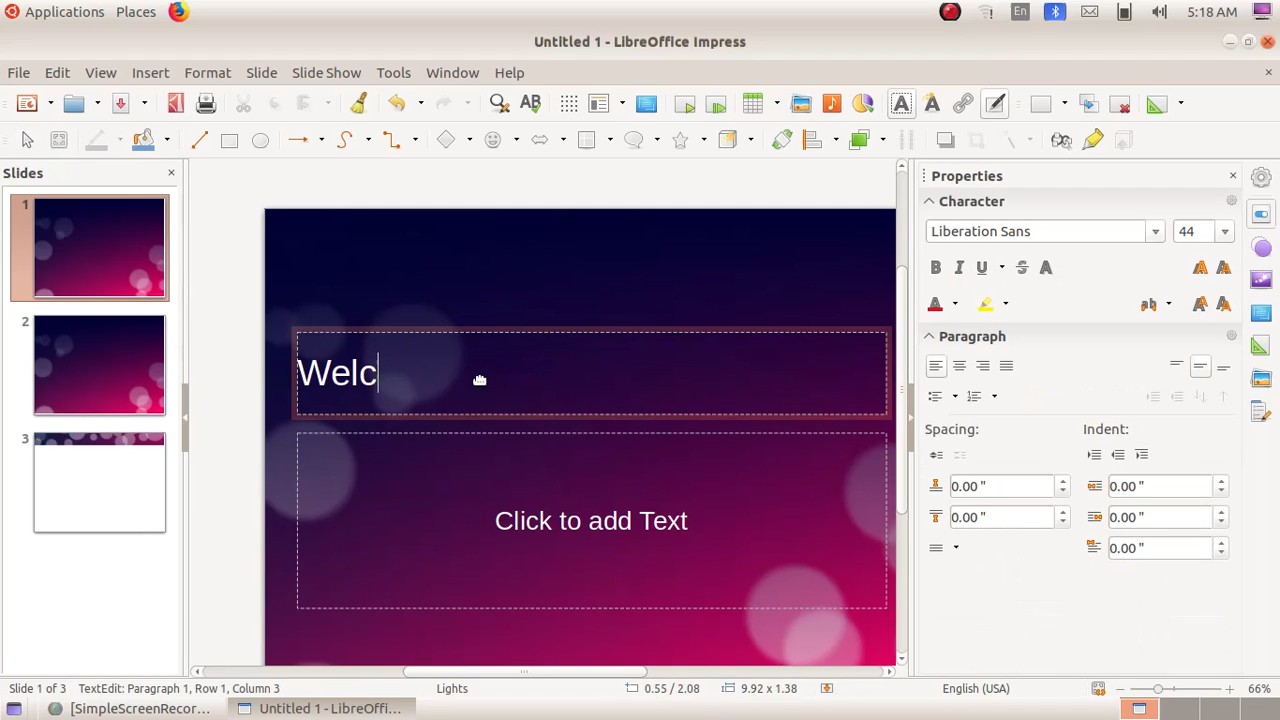 Applications Places En 5:18 AM
Untitled 1 - LibreOffice Impress
File Edit View Insert Format Slide Slide Show Tools Window Help
Slides
1
2
3
Welc
Click to add Text
Properties
Character
Liberation Sans 44
Paragraph
Spacing: Indent:
0.00 " 0.00 "
0.00 " 0.00 "
0.00 "
Slide 1 of 3 TextEdit: Paragraph 1, Row 1, Column 3 Lights 0.55 / 2.08 9.92 x 1.38 English (USA) 66%
[SimpleScreenRecor... Untitled 1 - LibreOffi...